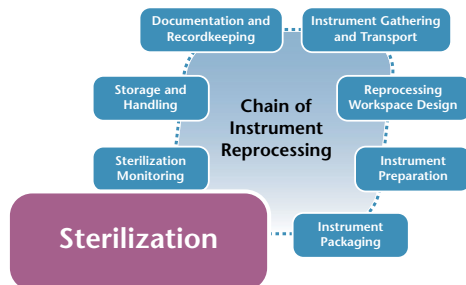 Documentation and
Recordkeeping
Instrument Gathering
and Transport
Storage and
Handling
Chain of
Instrument
Reprocessing
Reprocessing
Workspace Design
Sterilization
Monitoring
Instrument
Preparation
Sterilization
Instrument
Packaging